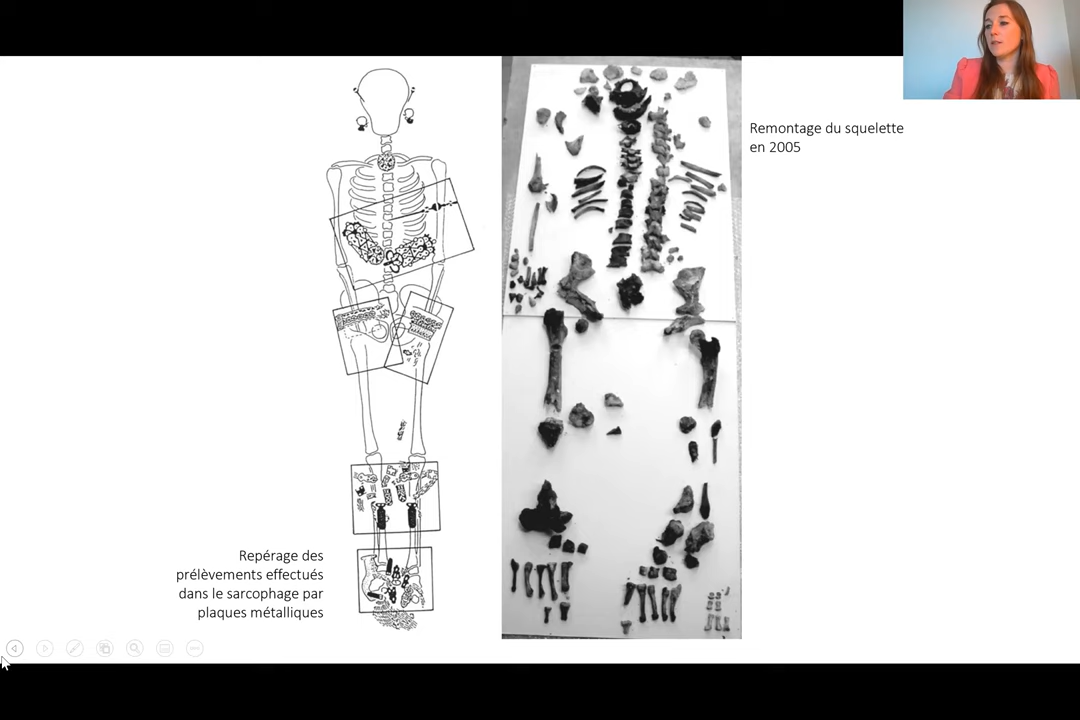 Remontage du squelette
en 2005
Repérage des
prélèvements effectués
dans le sarcophage par
plaques métalliques